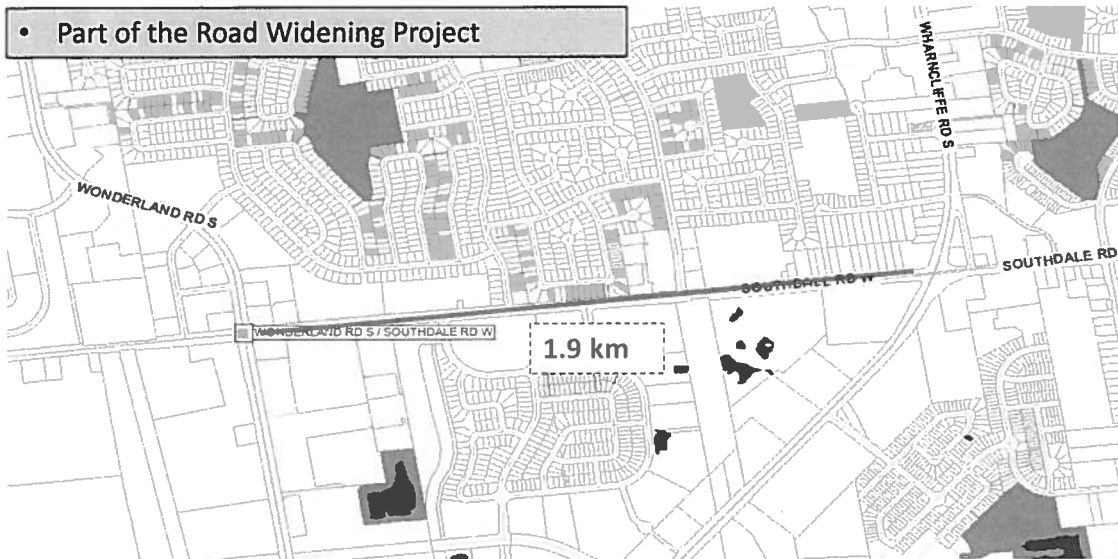 • Part of the Road Widening Project
WHARNCLIFFE RD S
WONDERLAND RD S
SOUTHDALE RD
SOUTHDALE RD W
WONDERLAND RD S / SOUTHDALE RD W
1.9 km